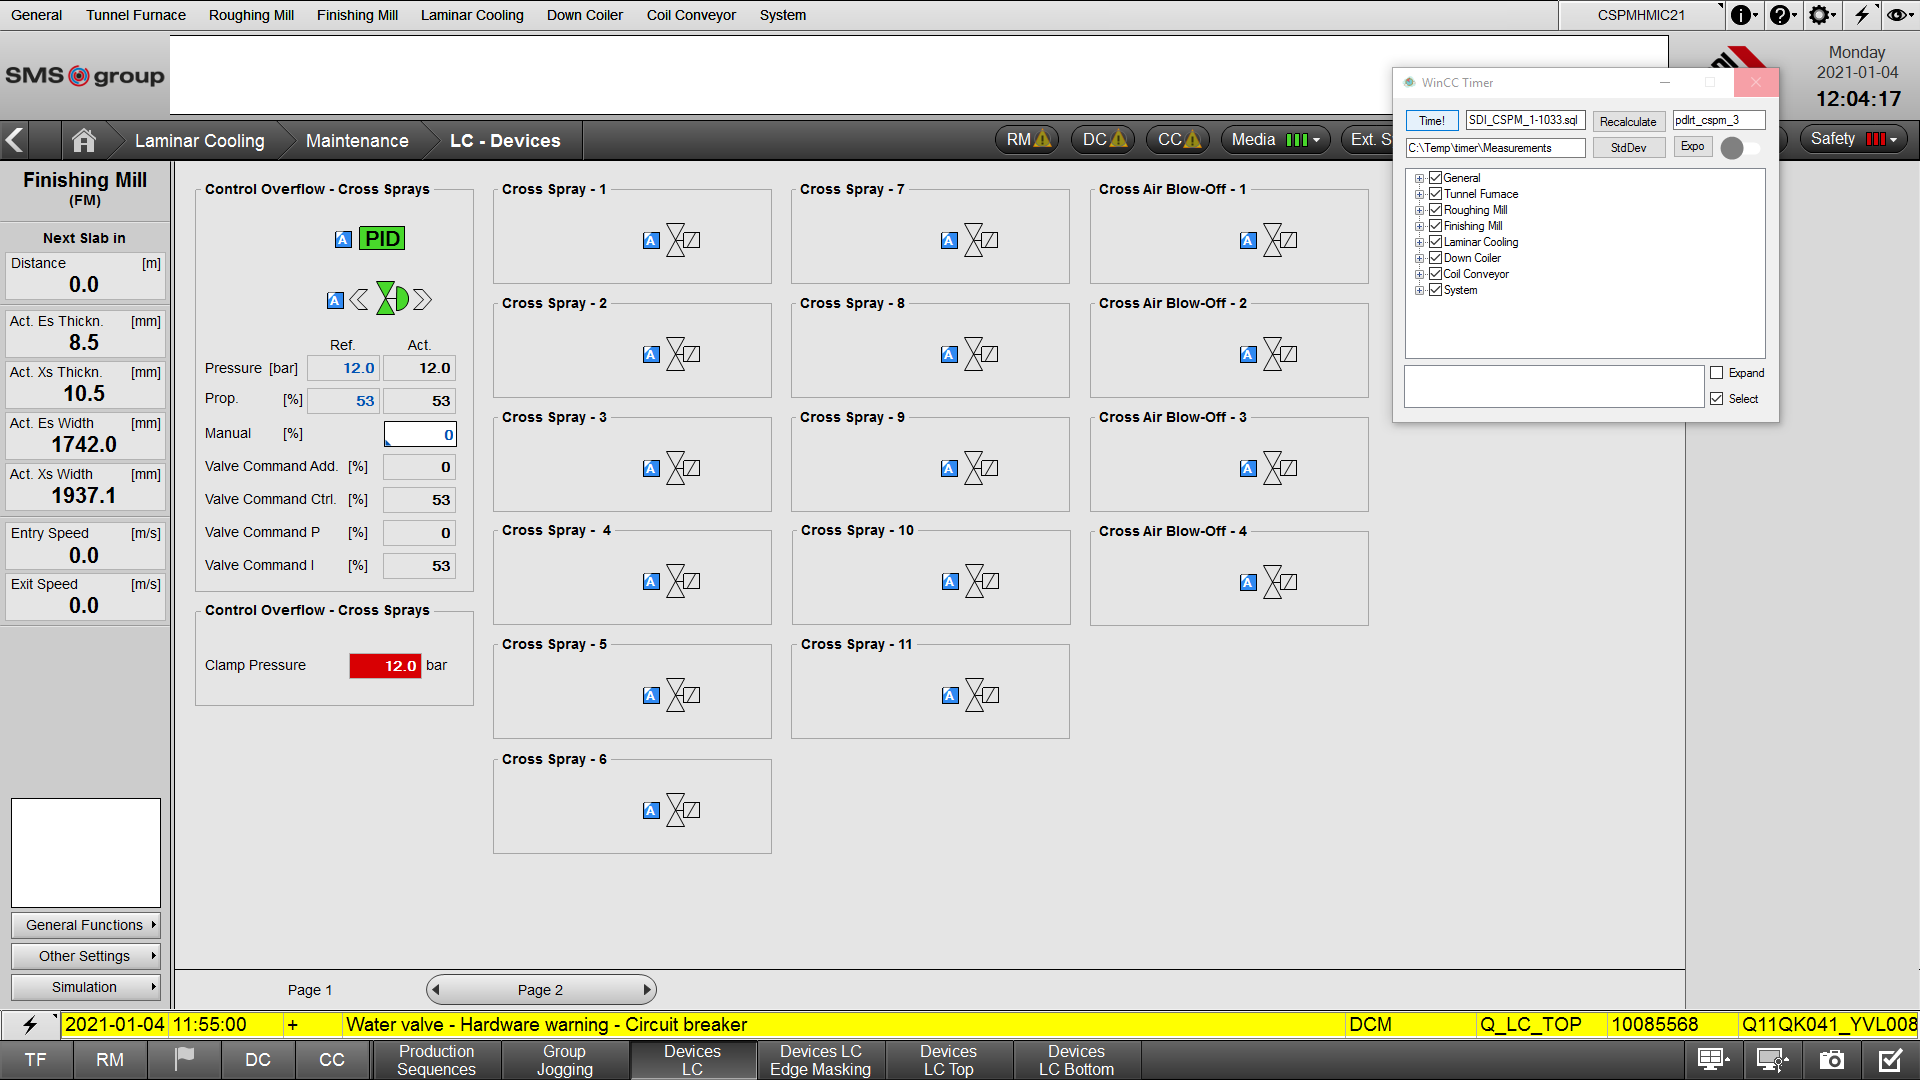 General Tunnel Furnace Roughing Mill Finishing Mill Laminar Cooling Down Coiler Coil Conveyor System CSPMHMIC21
SMS group
Monday
2021-01-04
12:04:17
Laminar Cooling Maintenance LC - Devices RM DC CC Media Ext. S Safety
WinCC Timer
Time! SDI_CSPM_1-1033.sql Recalculate pdlrt_cspm_3
C:\Temp\timer\Measurements StdDev Expo
General
Tunnel Furnace
Roughing Mill
Finishing Mill
Laminar Cooling
Down Coiler
Coil Conveyor
System
Expand
Select
Finishing Mill
(FM)
Next Slab in
Distance [m]
0.0
Act. Es Thickn. [mm]
8.5
Act. Xs Thickn. [mm]
10.5
Act. Es Width [mm]
1742.0
Act. Xs Width [mm]
1937.1
Entry Speed [m/s]
0.0
Exit Speed [m/s]
0.0
General Functions
Other Settings
Simulation
Control Overflow - Cross Sprays
A PID
A
Ref. Act.
Pressure [bar] 12.0 12.0
Prop. [%] 53 53
Manual [%] 0
Valve Command Add. [%] 0
Valve Command Ctrl. [%] 53
Valve Command P [%] 0
Valve Command I [%] 53
Control Overflow - Cross Sprays
Clamp Pressure 12.0 bar
Cross Spray - 1
A
Cross Spray - 2
A
Cross Spray - 3
A
Cross Spray - 4
A
Cross Spray - 5
A
Cross Spray - 6
A
Cross Spray - 7
A
Cross Spray - 8
A
Cross Spray - 9
A
Cross Spray - 10
A
Cross Spray - 11
A
Cross Air Blow-Off - 1
A
Cross Air Blow-Off - 2
A
Cross Air Blow-Off - 3
A
Cross Air Blow-Off - 4
A
Page 1 Page 2
2021-01-04 11:55:00 + Water valve - Hardware warning - Circuit breaker DCM Q_LC_TOP 10085568 Q11QK041_YVL008
TF RM DC CC
Production
Sequences
Group
Jogging
Devices
LC
Devices LC
Edge Masking
Devices
LC Top
Devices
LC Bottom